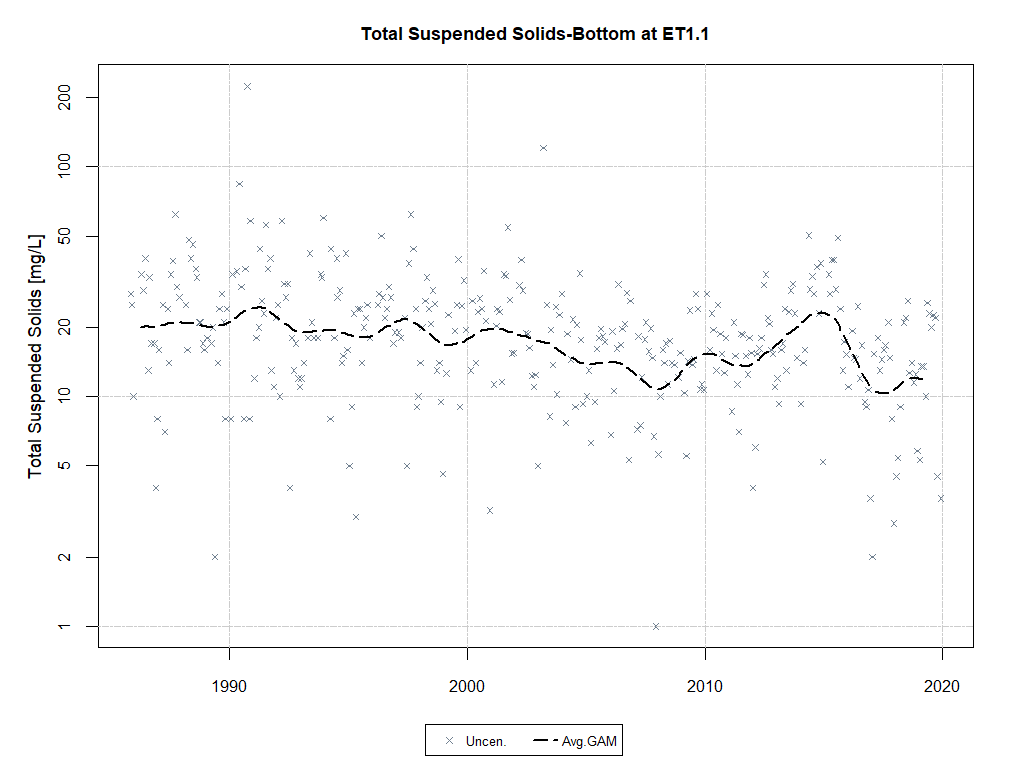 Total Suspended Solids-Bottom at ET1.1
Total Suspended Solids [mg/L]
200
100
50
20
10
5
2
1
1990 2000 2010 2020
Uncen. Avg.GAM